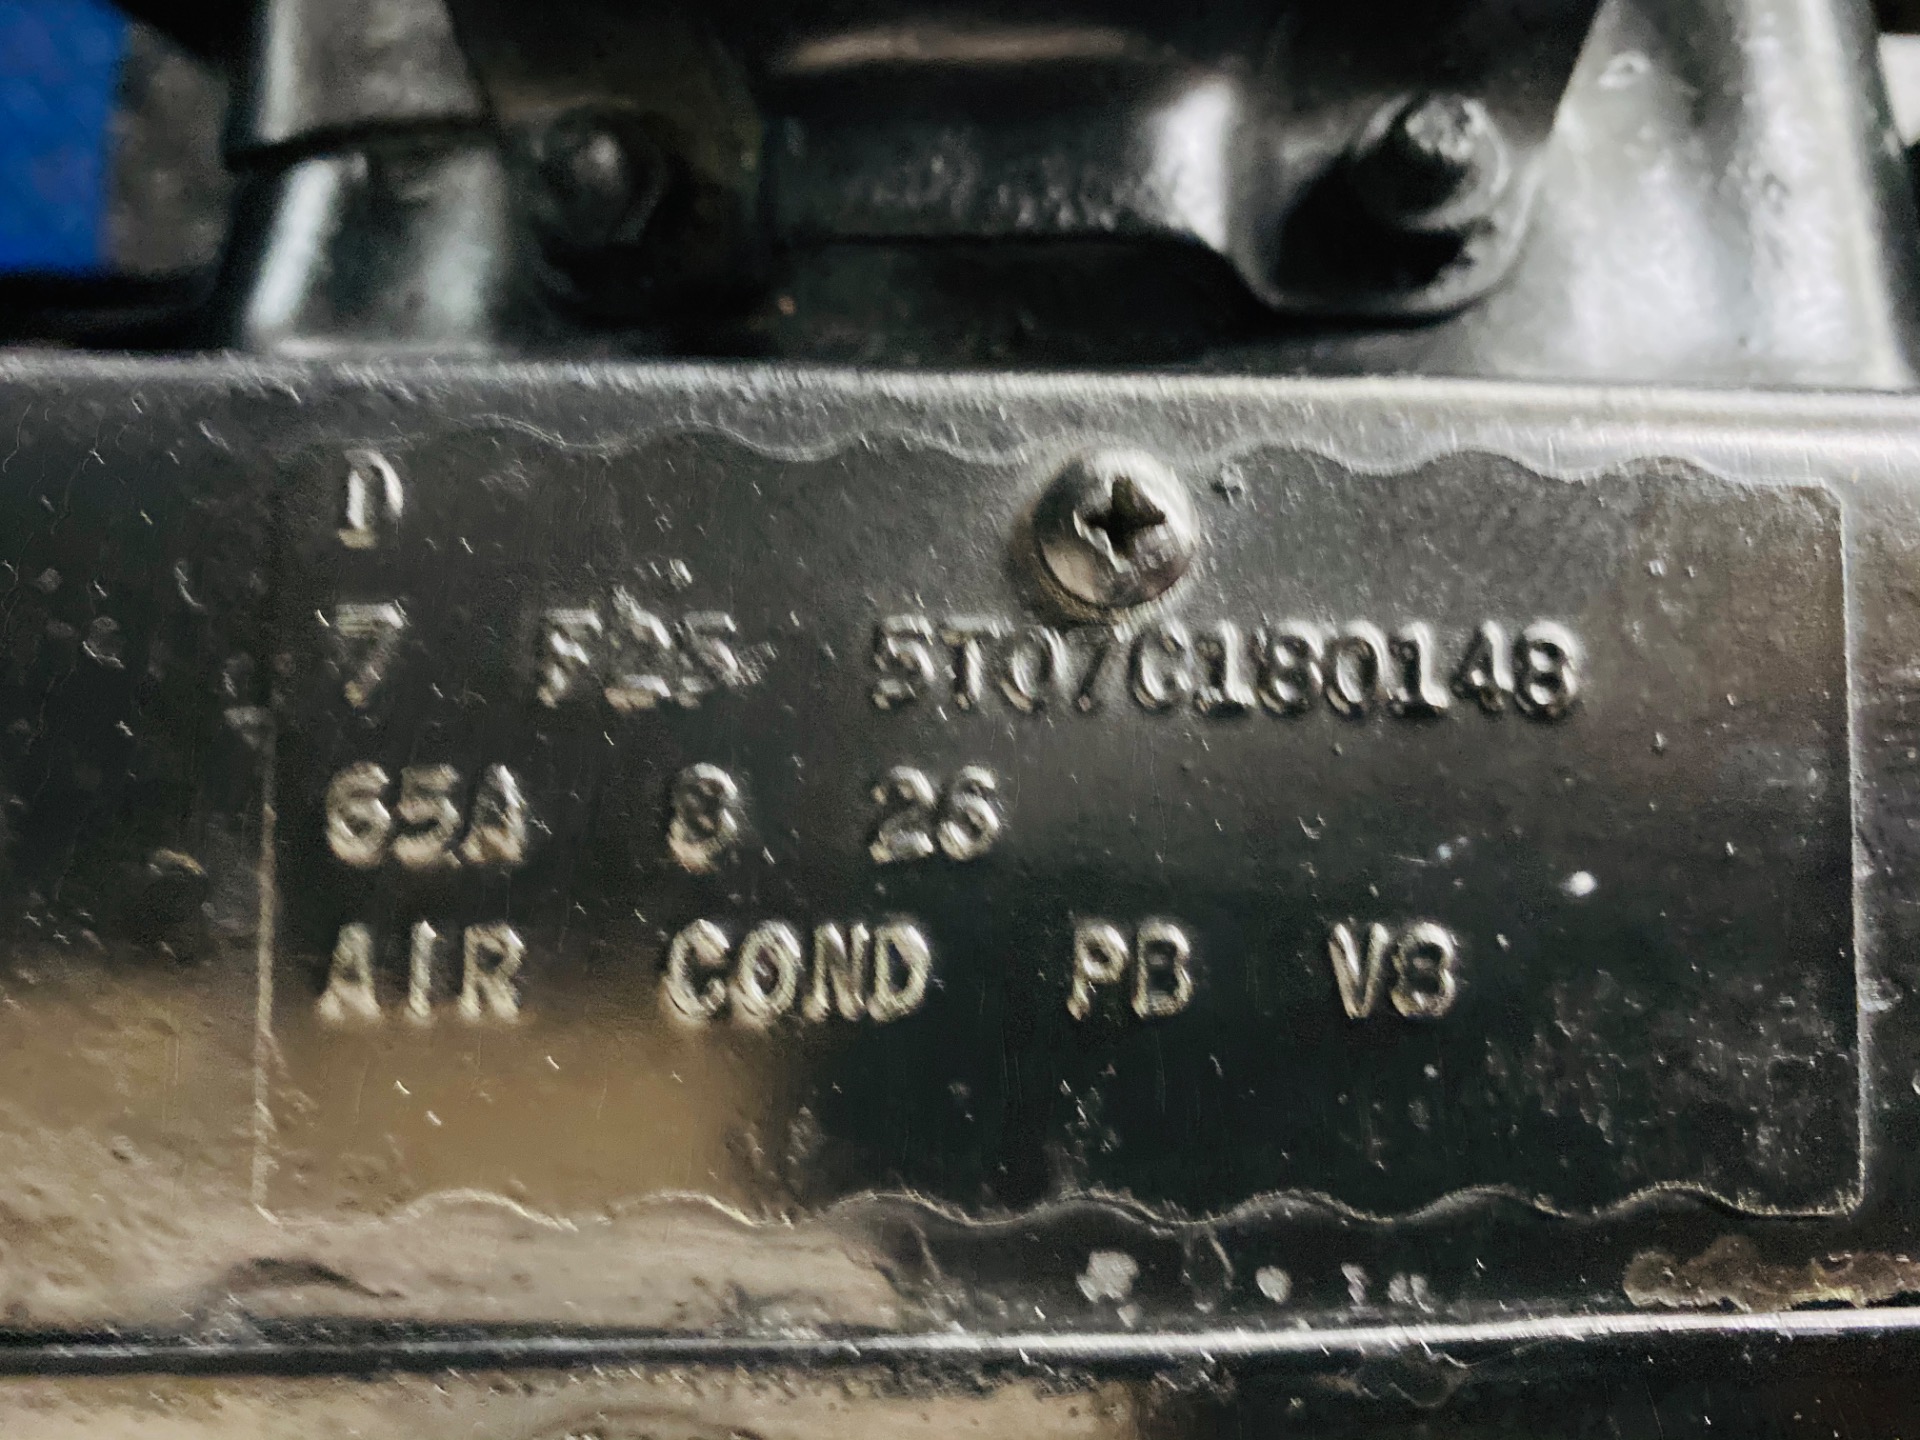 D
7 F25 5T07C180148
65A 8 26
AIR COND PB V8